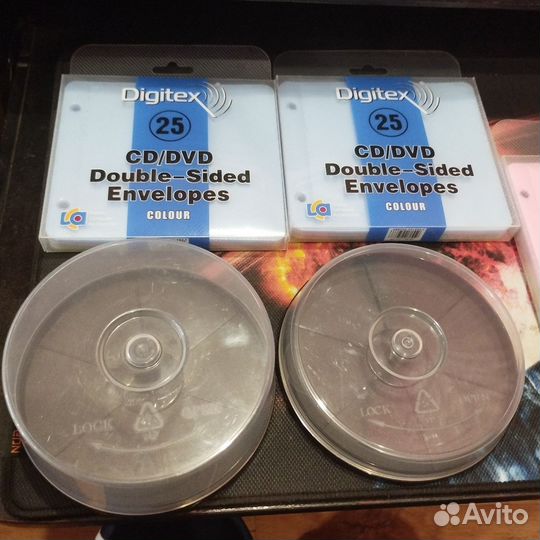 Digitex
25
CD/DVD
Double-Sided
Envelopes
COLOUR
Digitex
25
CD/DVD
Double-Sided
Envelopes
COLOUR
LOCK
OPEN
LOCK
OPEN
Avito